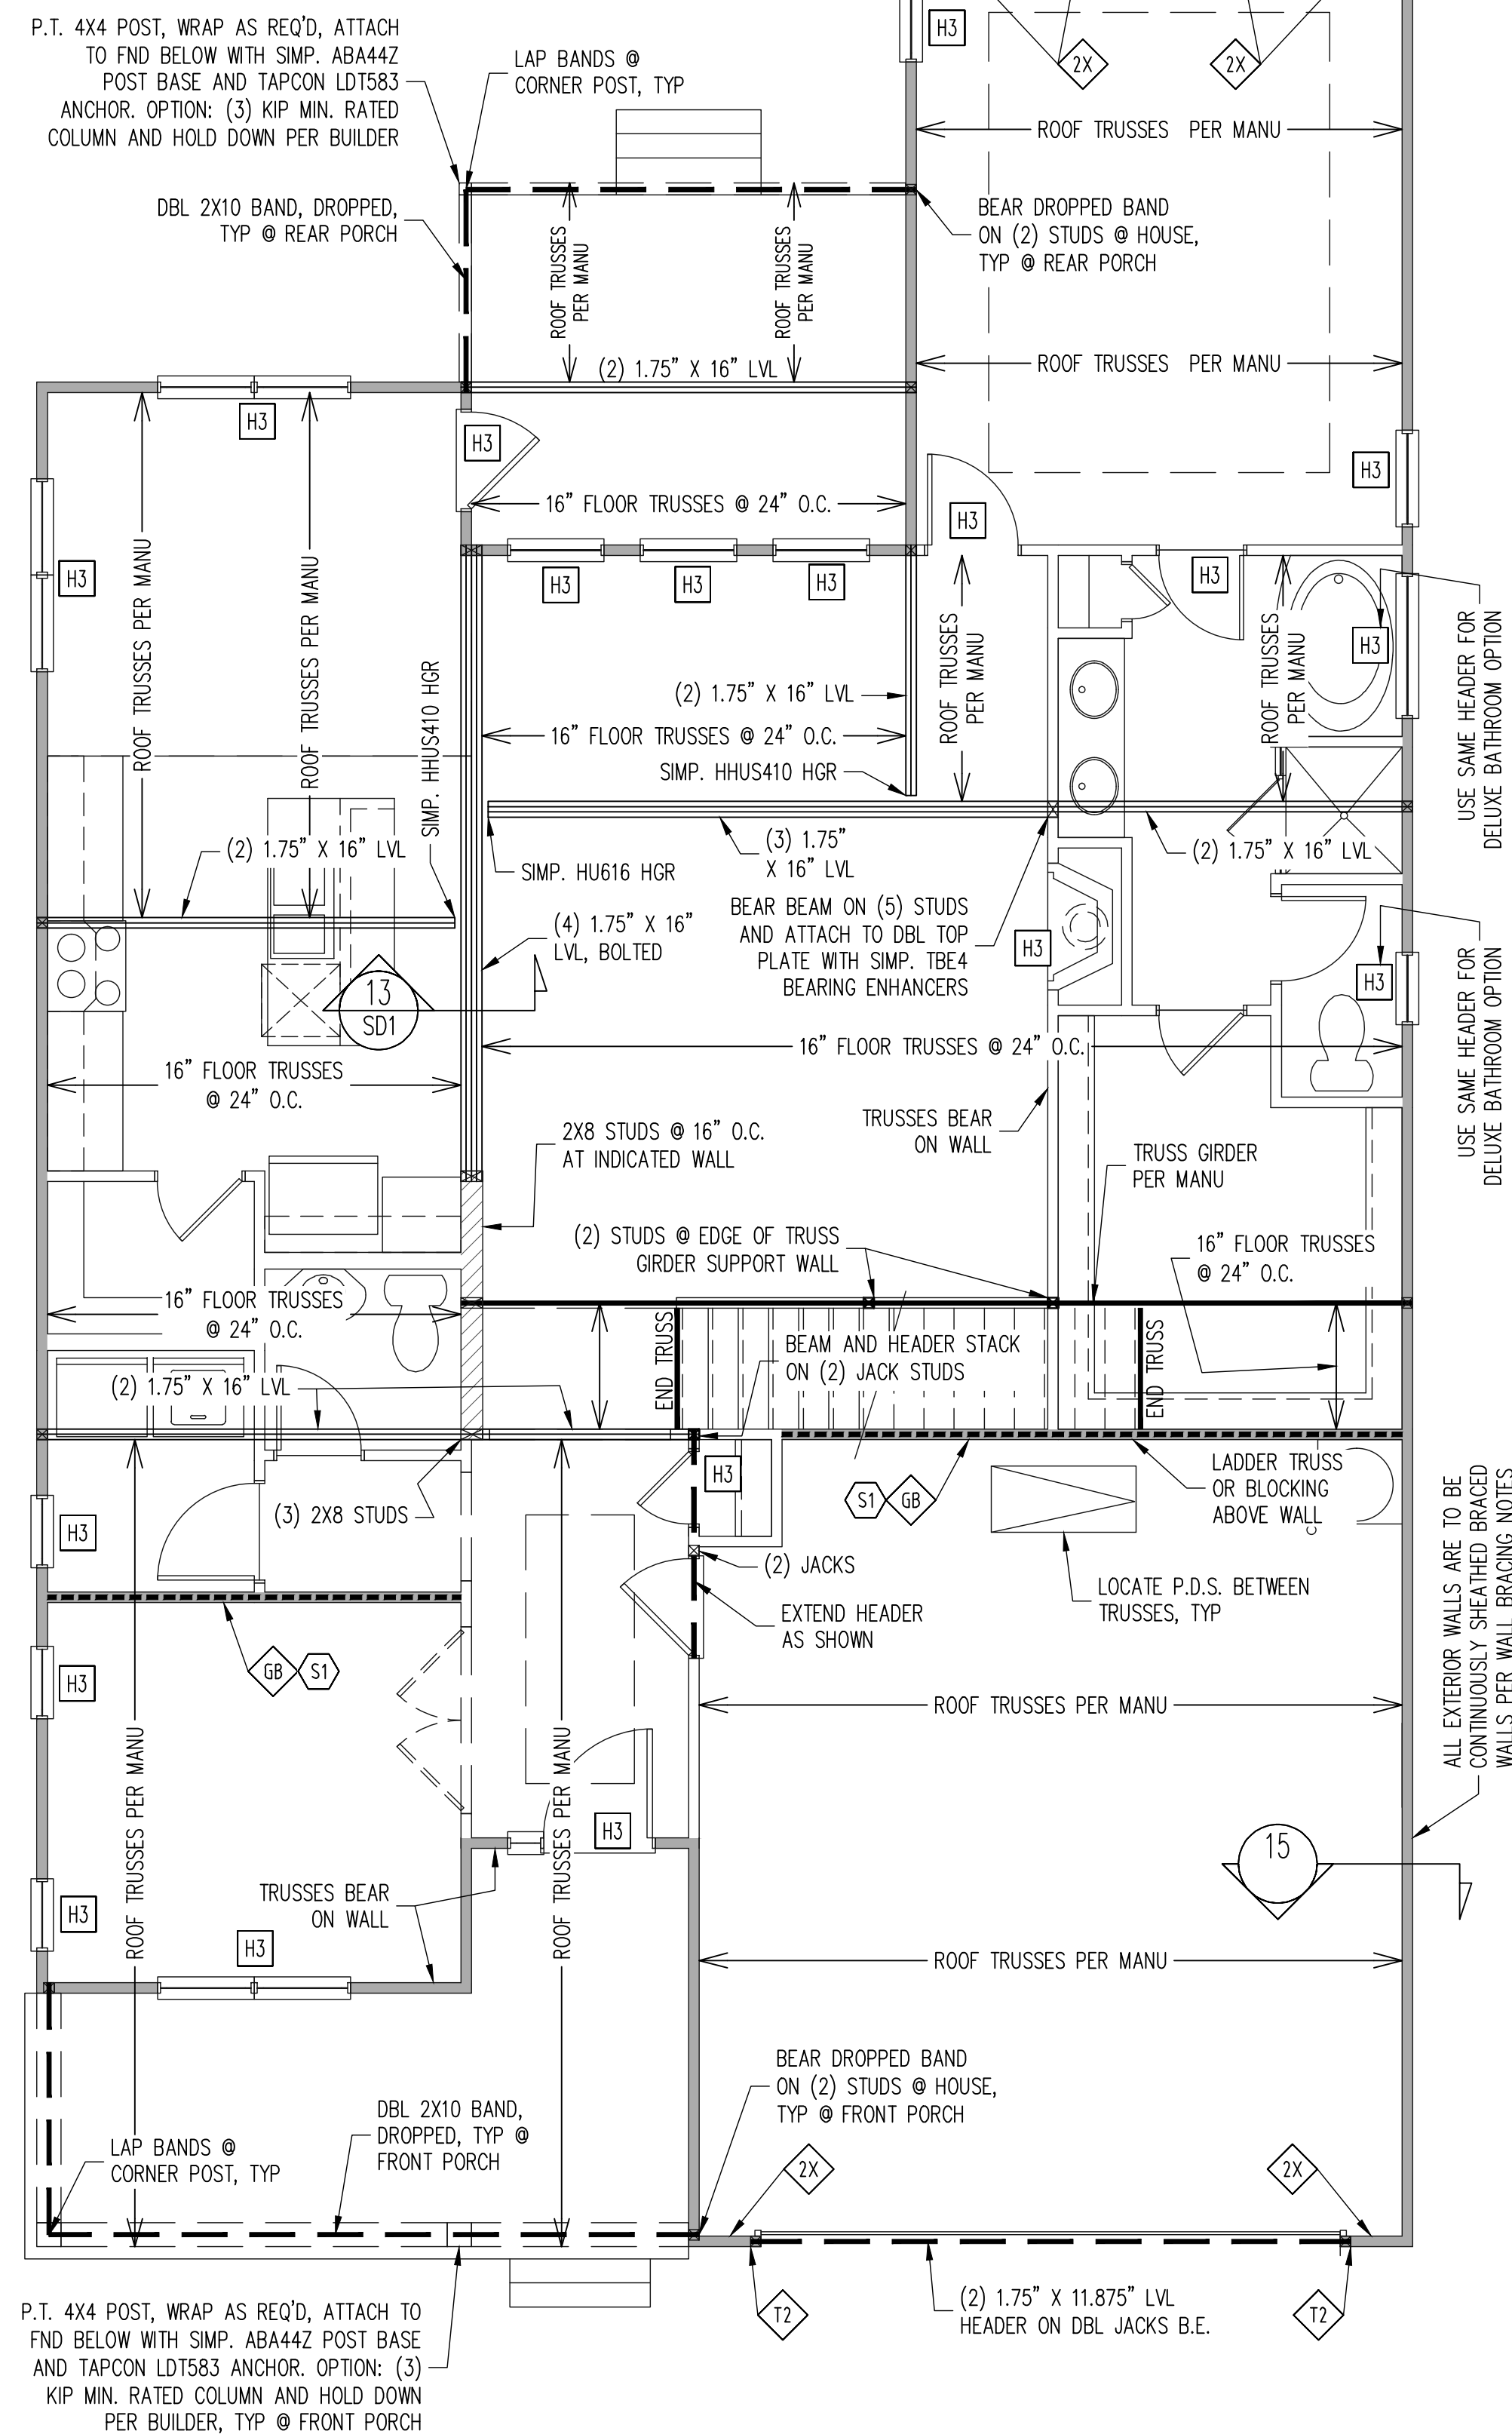 P.T. 4X4 POST, WRAP AS REQ'D, ATTACH
TO FND BELOW WITH SIMP. ABA44Z
POST BASE AND TAPCON LDT583
ANCHOR. OPTION: (3) KIP MIN. RATED
COLUMN AND HOLD DOWN PER BUILDER
LAP BANDS @
CORNER POST, TYP
H3
2X
2X
ROOF TRUSSES PER MANU
DBL 2X10 BAND, DROPPED,
TYP @ REAR PORCH
ROOF TRUSSES
PER MANU
ROOF TRUSSES
PER MANU
BEAR DROPPED BAND
ON (2) STUDS @ HOUSE,
TYP @ REAR PORCH
ROOF TRUSSES PER MANU
(2) 1.75" X 16" LVL
H3
H3
H3
16" FLOOR TRUSSES @ 24" O.C.
H3
H3
H3
H3
H3
H3
H3
ROOF TRUSSES PER MANU
ROOF TRUSSES PER MANU
SIMP. HHUS410 HGR
ROOF TRUSSES
PER MANU
ROOF TRUSSES
PER MANU
USE SAME HEADER FOR
DELUXE BATHROOM OPTION
(2) 1.75" X 16" LVL
16" FLOOR TRUSSES @ 24" O.C.
SIMP. HHUS410 HGR
(2) 1.75" X 16" LVL
SIMP. HU616 HGR
(3) 1.75"
X 16" LVL
(2) 1.75" X 16" LVL
(4) 1.75" X 16"
LVL, BOLTED
BEAR BEAM ON (5) STUDS
AND ATTACH TO DBL TOP
PLATE WITH SIMP. TBE4
BEARING ENHANCERS
H3
H3
USE SAME HEADER FOR
DELUXE BATHROOM OPTION
13
SD1
16" FLOOR TRUSSES
@ 24" O.C.
16" FLOOR TRUSSES @ 24" O.C.
2X8 STUDS @ 16" O.C.
AT INDICATED WALL
TRUSSES BEAR
ON WALL
TRUSS GIRDER
PER MANU
(2) STUDS @ EDGE OF TRUSS
GIRDER SUPPORT WALL
16" FLOOR TRUSSES
@ 24" O.C.
16" FLOOR TRUSSES
@ 24" O.C.
END TRUSS
BEAM AND HEADER STACK
ON (2) JACK STUDS
END TRUSS
(2) 1.75" X 16" LVL
H3
(3) 2X8 STUDS
S1
GB
LADDER TRUSS
OR BLOCKING
ABOVE WALL
H3
(2) JACKS
LOCATE P.D.S. BETWEEN
TRUSSES, TYP
EXTEND HEADER
AS SHOWN
ALL EXTERIOR WALLS ARE TO BE
CONTINUOUSLY SHEATHED BRACED
WALLS PER WALL BRACING NOTES
GB
S1
H3
ROOF TRUSSES PER MANU
ROOF TRUSSES PER MANU
ROOF TRUSSES PER MANU
H3
15
TRUSSES BEAR
ON WALL
H3
H3
ROOF TRUSSES PER MANU
BEAR DROPPED BAND
ON (2) STUDS @ HOUSE,
TYP @ FRONT PORCH
DBL 2X10 BAND,
DROPPED, TYP @
FRONT PORCH
LAP BANDS @
CORNER POST, TYP
2X
2X
T2
(2) 1.75" X 11.875" LVL
HEADER ON DBL JACKS B.E.
T2
P.T. 4X4 POST, WRAP AS REQ'D, ATTACH TO
FND BELOW WITH SIMP. ABA44Z POST BASE
AND TAPCON LDT583 ANCHOR. OPTION: (3)
KIP MIN. RATED COLUMN AND HOLD DOWN
PER BUILDER, TYP @ FRONT PORCH